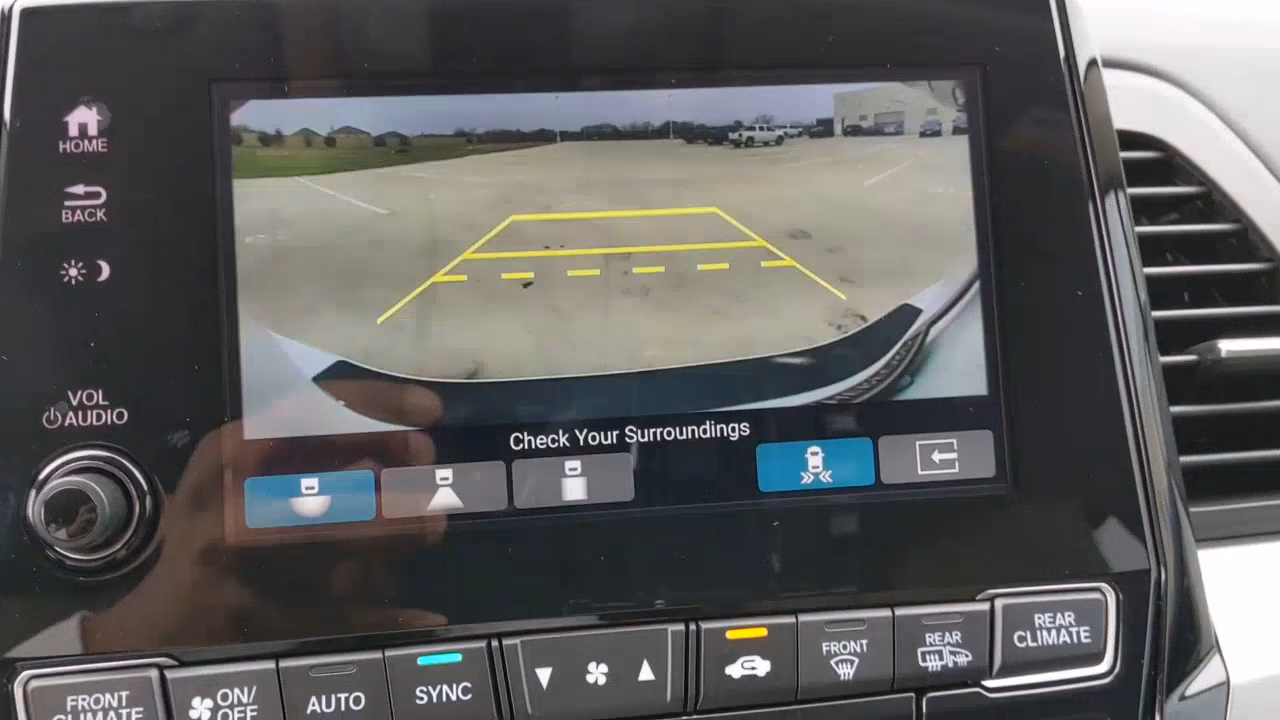 HOME
BACK
VOL
AUDIO
Check Your Surroundings
FRONT
CLIMATE
ON/
OFF
AUTO
SYNC
FRONT
REAR
REAR
CLIMATE